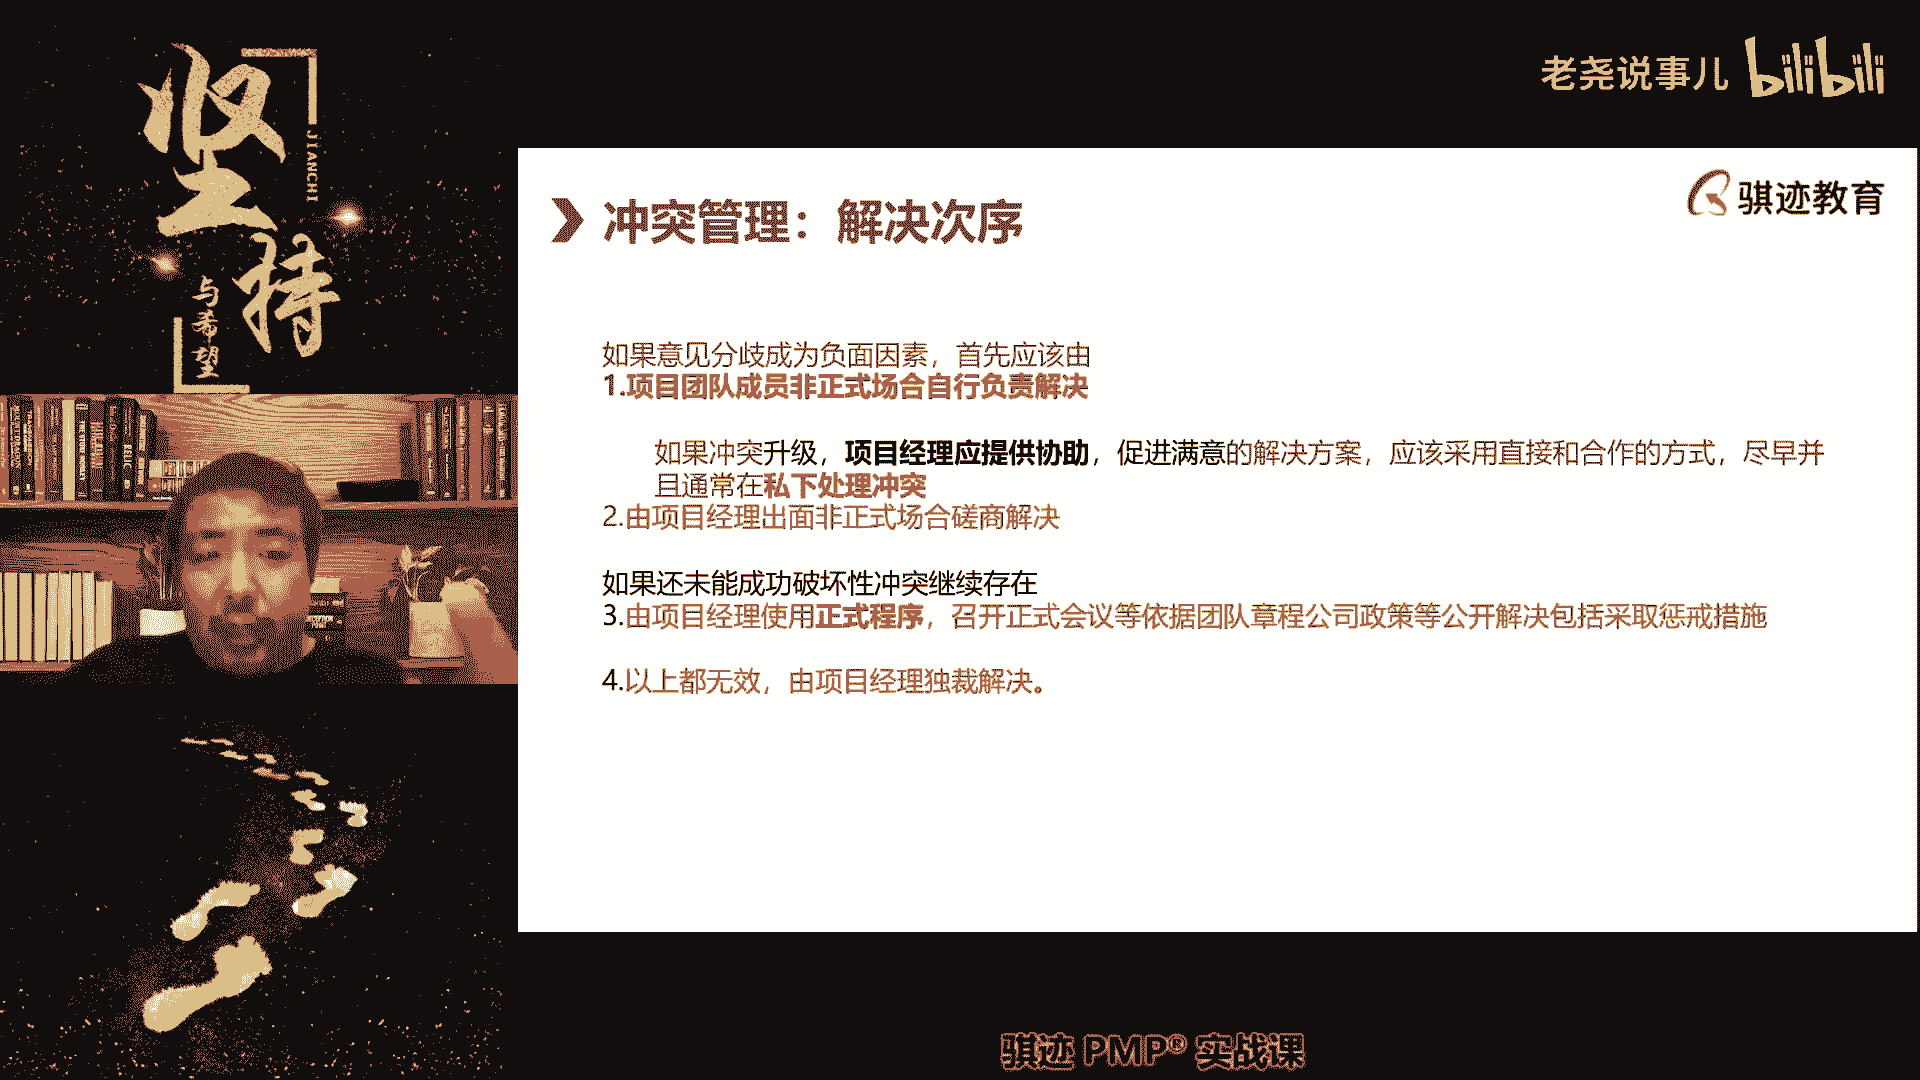 坚持
JIANCHI
与希望
老尧说事儿 bilibili
骐迹教育
冲突管理：解决次序
如果意见分歧成为负面因素，首先应该由
1.项目团队成员非正式场合自行负责解决
如果冲突升级，项目经理应提供协助，促进满意的解决方案，应该采用直接和合作的方式，尽早并
且通常在私下处理冲突
2.由项目经理出面非正式场合磋商解决
如果还未能成功破坏性冲突继续存在
3.由项目经理使用正式程序，召开正式会议等依据团队章程公司政策等公开解决包括采取惩戒措施
4.以上都无效，由项目经理独裁解决。
骐迹 PMP® 实战课